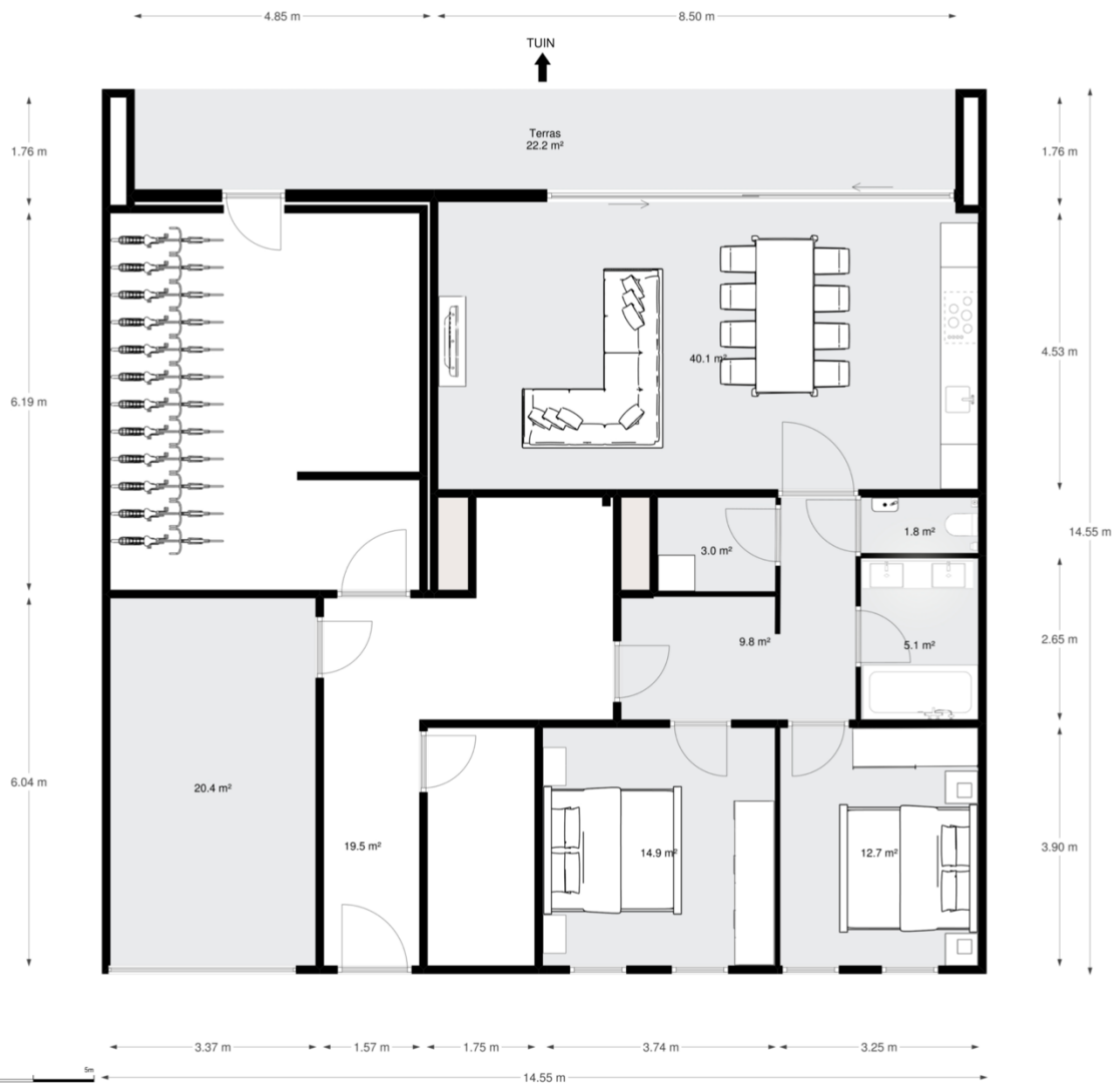 4.85 m
8.50 m
TUIN
Terras
22.2 m²
1.76 m
1.76 m
6.19 m
40.1 m²
4.53 m
3.0 m²
1.8 m²
14.55 m
9.8 m²
5.1 m²
2.65 m
6.04 m
20.4 m²
19.5 m²
14.9 m²
12.7 m²
3.90 m
3.37 m
1.57 m
1.75 m
3.74 m
3.25 m
5m
14.55 m